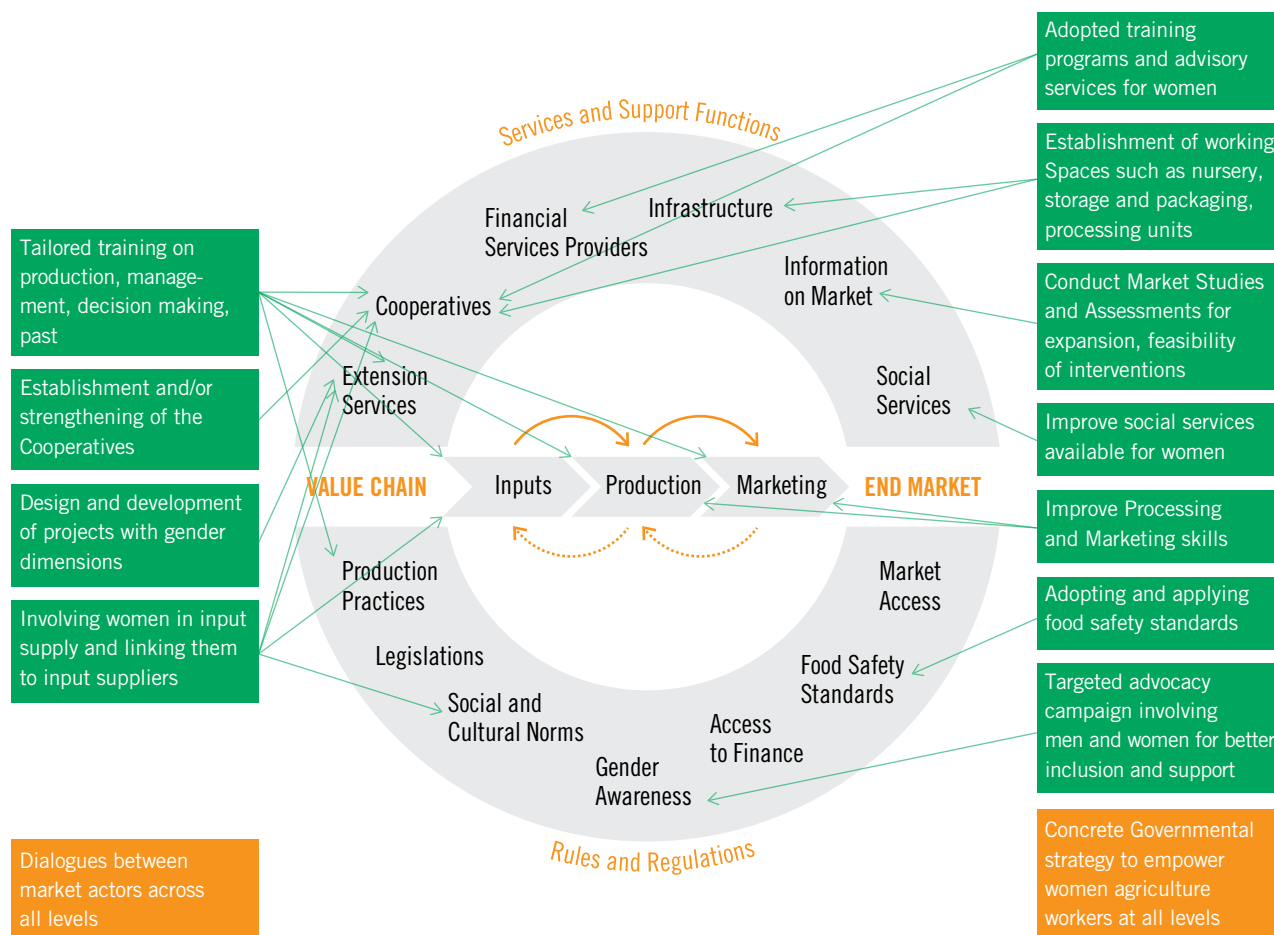 Services and Support Functions
Tailored training on
production, manage-
ment, decision making,
past
Establishment and/or
strengthening of the
Cooperatives
Design and development
of projects with gender
dimensions
Involving women in input
supply and linking them
to input suppliers
Dialogues between
market actors across
all levels
Financial
Services Providers
Infrastructure
Information
on Market
Cooperatives
Extension
Services
Social
Services
VALUE CHAIN
Inputs
Production
Marketing
END MARKET
Production
Practices
Legislations
Social and
Cultural Norms
Gender
Awareness
Access
to Finance
Food Safety
Standards
Market
Access
Rules and Regulations
Adopted training
programs and advisory
services for women
Establishment of working
Spaces such as nursery,
storage and packaging,
processing units
Conduct Market Studies
and Assessments for
expansion, feasibility
of interventions
Improve social services
available for women
Improve Processing
and Marketing skills
Adopting and applying
food safety standards
Targeted advocacy
campaign involving
men and women for better
inclusion and support
Concrete Governmental
strategy to empower
women agriculture
workers at all levels